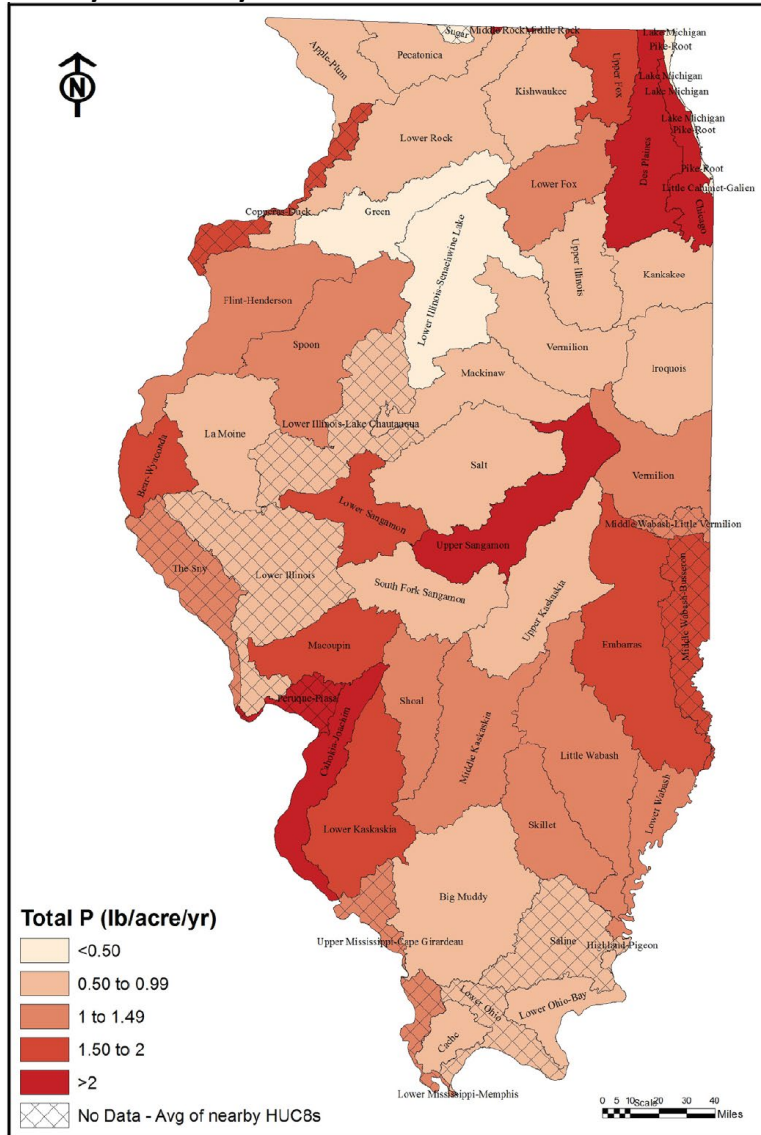 N
Sugar
Middle Rock
Middle Rock
Lake Michigan
Pike-Root
Apple-Plum
Pecatonica
Kishwaukee
Upper Fox
Lake Michigan
Lake Michigan
Lake Michigan
Pike-Root
Lower Rock
Des Plaines
Pike-Root
Lower Fox
Little Calumet-Galien
Chicago
Copperas-Duck
Green
Upper Illinois
Lower Illinois-Senachwine Lake
Kankakee
Flint-Henderson
Spoon
Vermilion
Iroquois
Mackinaw
La Moine
Lower Illinois-Lake Chautauqua
Bear-Wyaconda
Salt
Vermilion
Lower Sangamon
Middle Wabash-Little Vermilion
Upper Sangamon
The Sny
Lower Illinois
South Fork Sangamon
Upper Kaskaskia
Middle Wabash-Busseron
Macoupin
Embarras
Peruque-Piasa
Shoal
Cahokia-Joachim
Middle Kaskaskia
Little Wabash
Lower Wabash
Lower Kaskaskia
Skillet
Big Muddy
Upper Mississippi-Cape Girardeau
Saline
Highland-Pigeon
Lower Ohio
Lower Ohio-Bay
Cache
Lower Mississippi-Memphis
Total P (lb/acre/yr)
<0.50
0.50 to 0.99
1 to 1.49
1.50 to 2
>2
No Data - Avg of nearby HUC8s
Scale
0 5 10 20 30 40
Miles